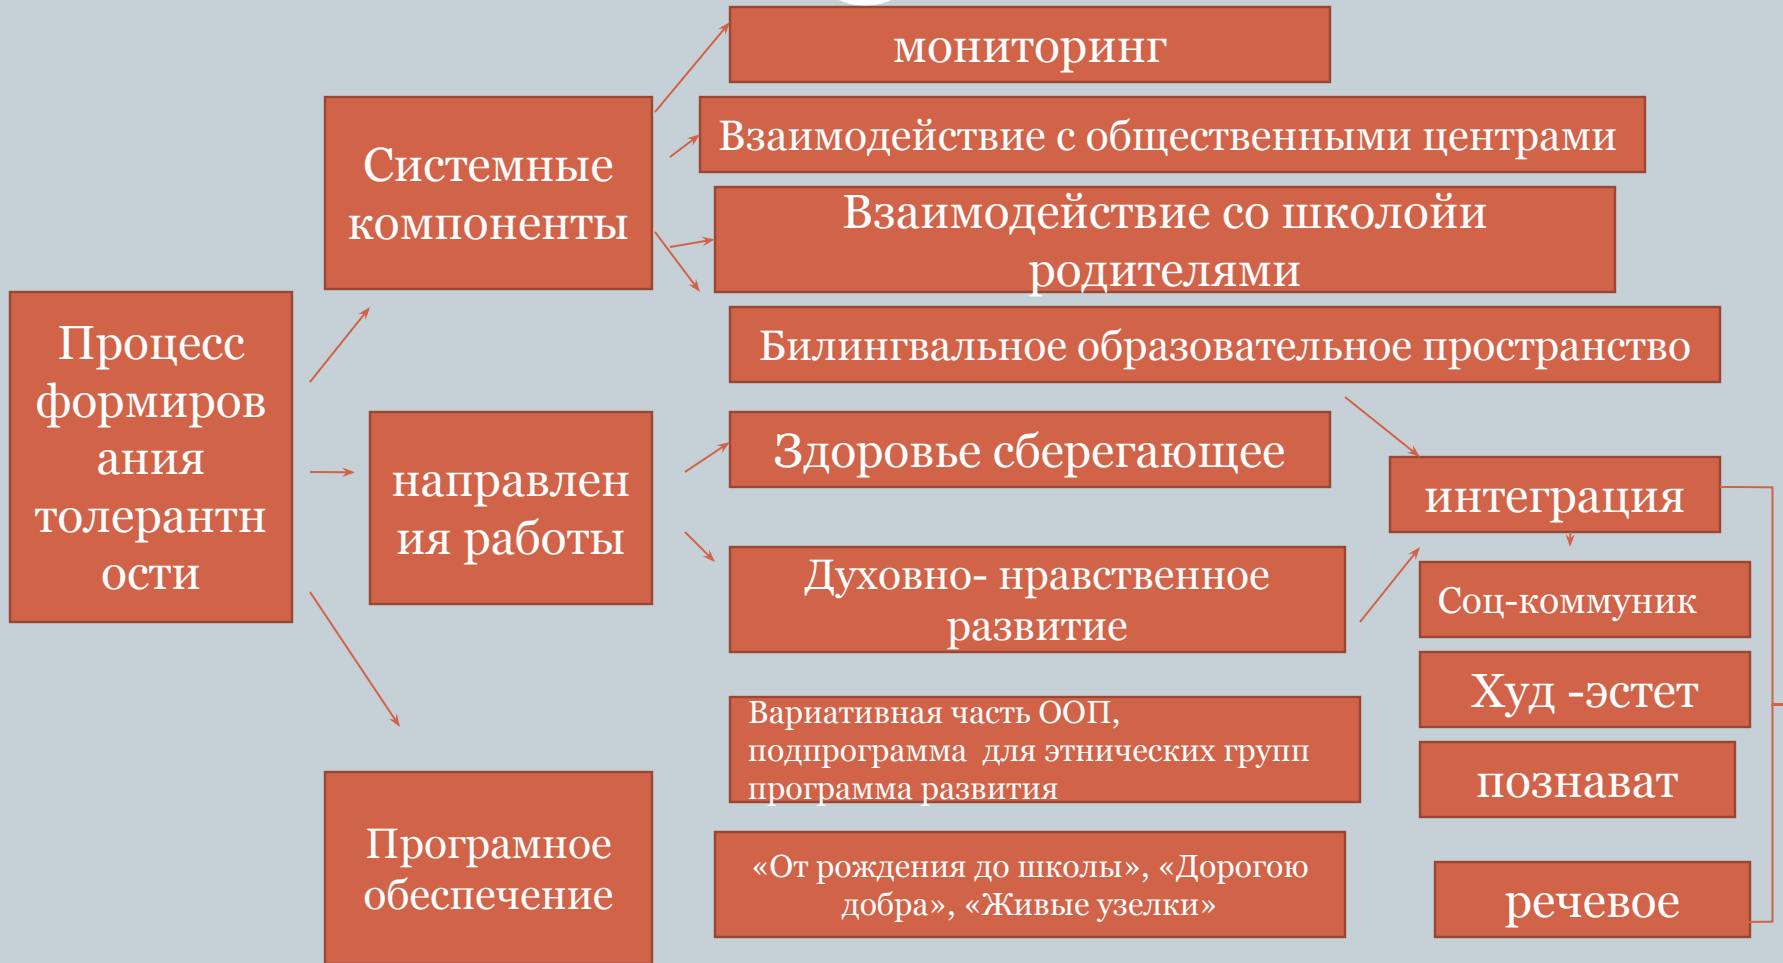 мониторинг
Взаимодействие с общественными центрами
Системные
компоненты
Взаимодействие со школойи
родителями
Процесс
формиров
ания
толерантн
ости
Билингвальное образовательное пространство
направлен
ия работы
Здоровье сберегающее
интеграция
Духовно- нравственное
развитие
Соц-коммуник
Худ -эстет
Вариативная часть ООП,
подпрограмма для этнических групп
программа развития
познават
Програмное
обеспечение
«От рождения до школы», «Дорогою
добра», «Живые узелки»
речевое